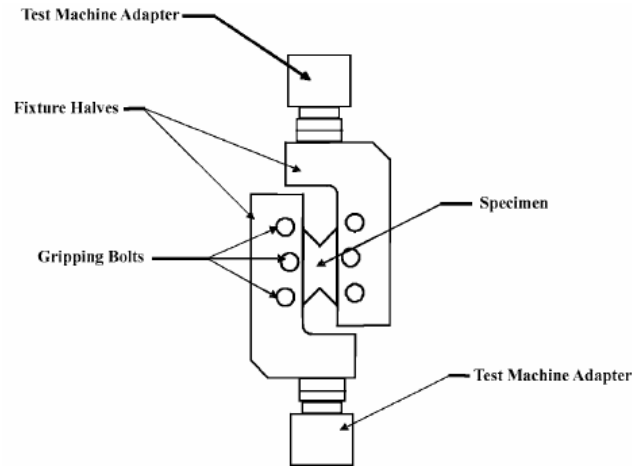 Test Machine Adapter
Fixture Halves
Specimen
Gripping Bolts
Test Machine Adapter